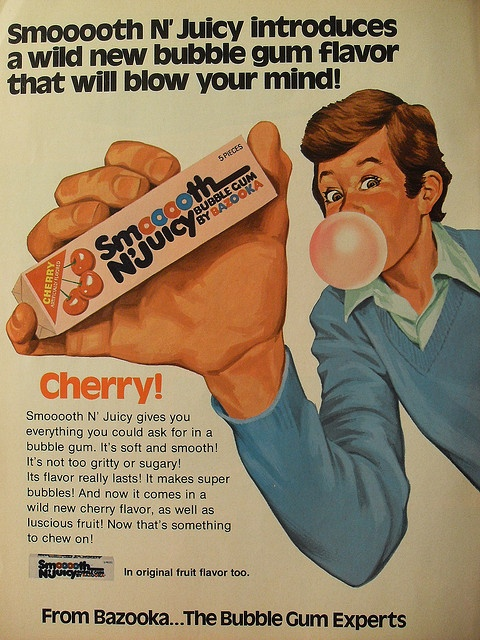 Smooooth N' Juicy introduces
a wild new bubble gum flavor
that will blow your mind!
5 PIECES
Smooooth
N'Juicy
BUBBLE GUM
BY BAZOOKA
CHERRY
Cherry!
Smooooth N' Juicy gives you
everything you could ask for in a
bubble gum. It's soft and smooth!
It's not too gritty or sugary!
Its flavor really lasts! It makes super
bubbles! And now it comes in a
wild new cherry flavor, as well as
luscious fruit! Now that's something
to chew on!
Smooooth
N'Juicy
In original fruit flavor too.
From Bazooka...The Bubble Gum Experts